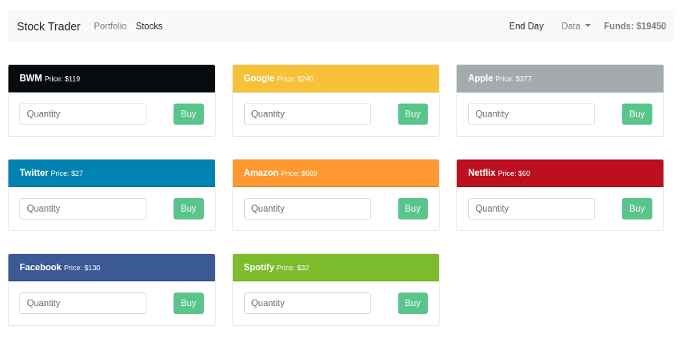 Stock Trader Portfolio Stocks End Day Data Funds: $19450
BWM Price: $119
Google Price: $240
Apple Price: $377
Quantity Buy
Quantity Buy
Quantity Buy
Twitter Price: $27
Amazon Price: $689
Netflix Price: $60
Quantity Buy
Quantity Buy
Quantity Buy
Facebook Price: $130
Spotify Price: $32
Quantity Buy
Quantity Buy